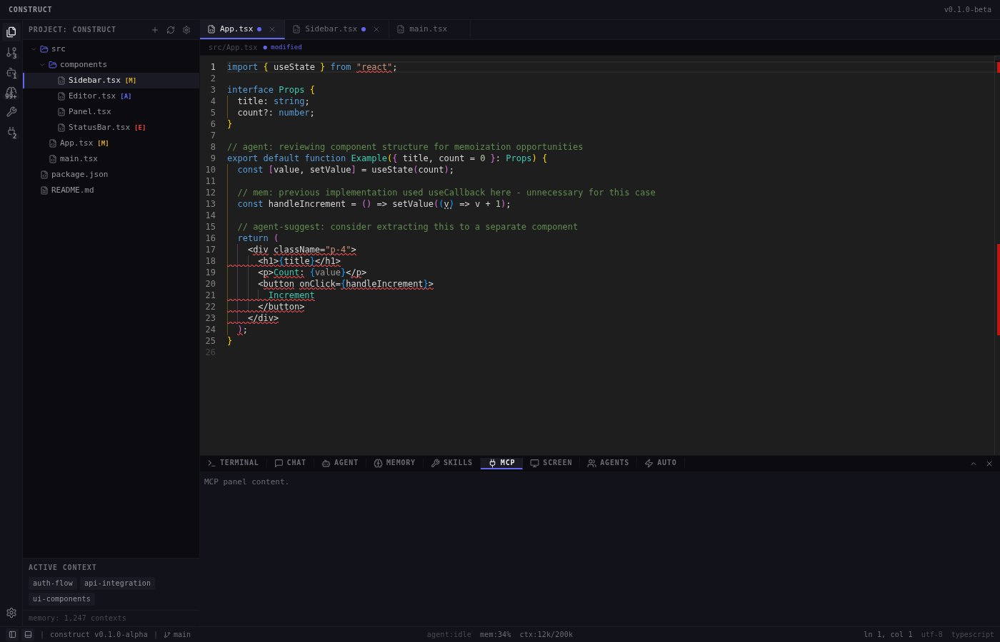 CONSTRUCT
v0.1.0-beta
PROJECT: CONSTRUCT
3
1
99+
2
src
components
Sidebar.tsx [M]
Editor.tsx [A]
Panel.tsx
StatusBar.tsx [E]
App.tsx [M]
main.tsx
package.json
README.md
ACTIVE CONTEXT
auth-flow api-integration
ui-components
memory: 1,247 contexts
App.tsx Sidebar.tsx main.tsx
src/App.tsx ● modified
1 import { useState } from "react";
2
3 interface Props {
4 title: string;
5 count?: number;
6 }
7
8 // agent: reviewing component structure for memoization opportunities
9 export default function Example({ title, count = 0 }: Props) {
10 const [value, setValue] = useState(count);
11
12 // mem: previous implementation used useCallback here - unnecessary for this case
13 const handleIncrement = () => setValue((v) => v + 1);
14
15 // agent-suggest: consider extracting this to a separate component
16 return (
17 <div className="p-4">
18 <h1>{title}</h1>
19 <p>Count: {value}</p>
20 <button onClick={handleIncrement}>
21 Increment
22 </button>
23 </div>
24 );
25 }
26
TERMINAL CHAT AGENT MEMORY SKILLS MCP SCREEN AGENTS AUTO
MCP panel content.
| construct v0.1.0-alpha | main
agent:idle mem:34% ctx:12k/200k
ln 1, col 1 utf-8 typescript